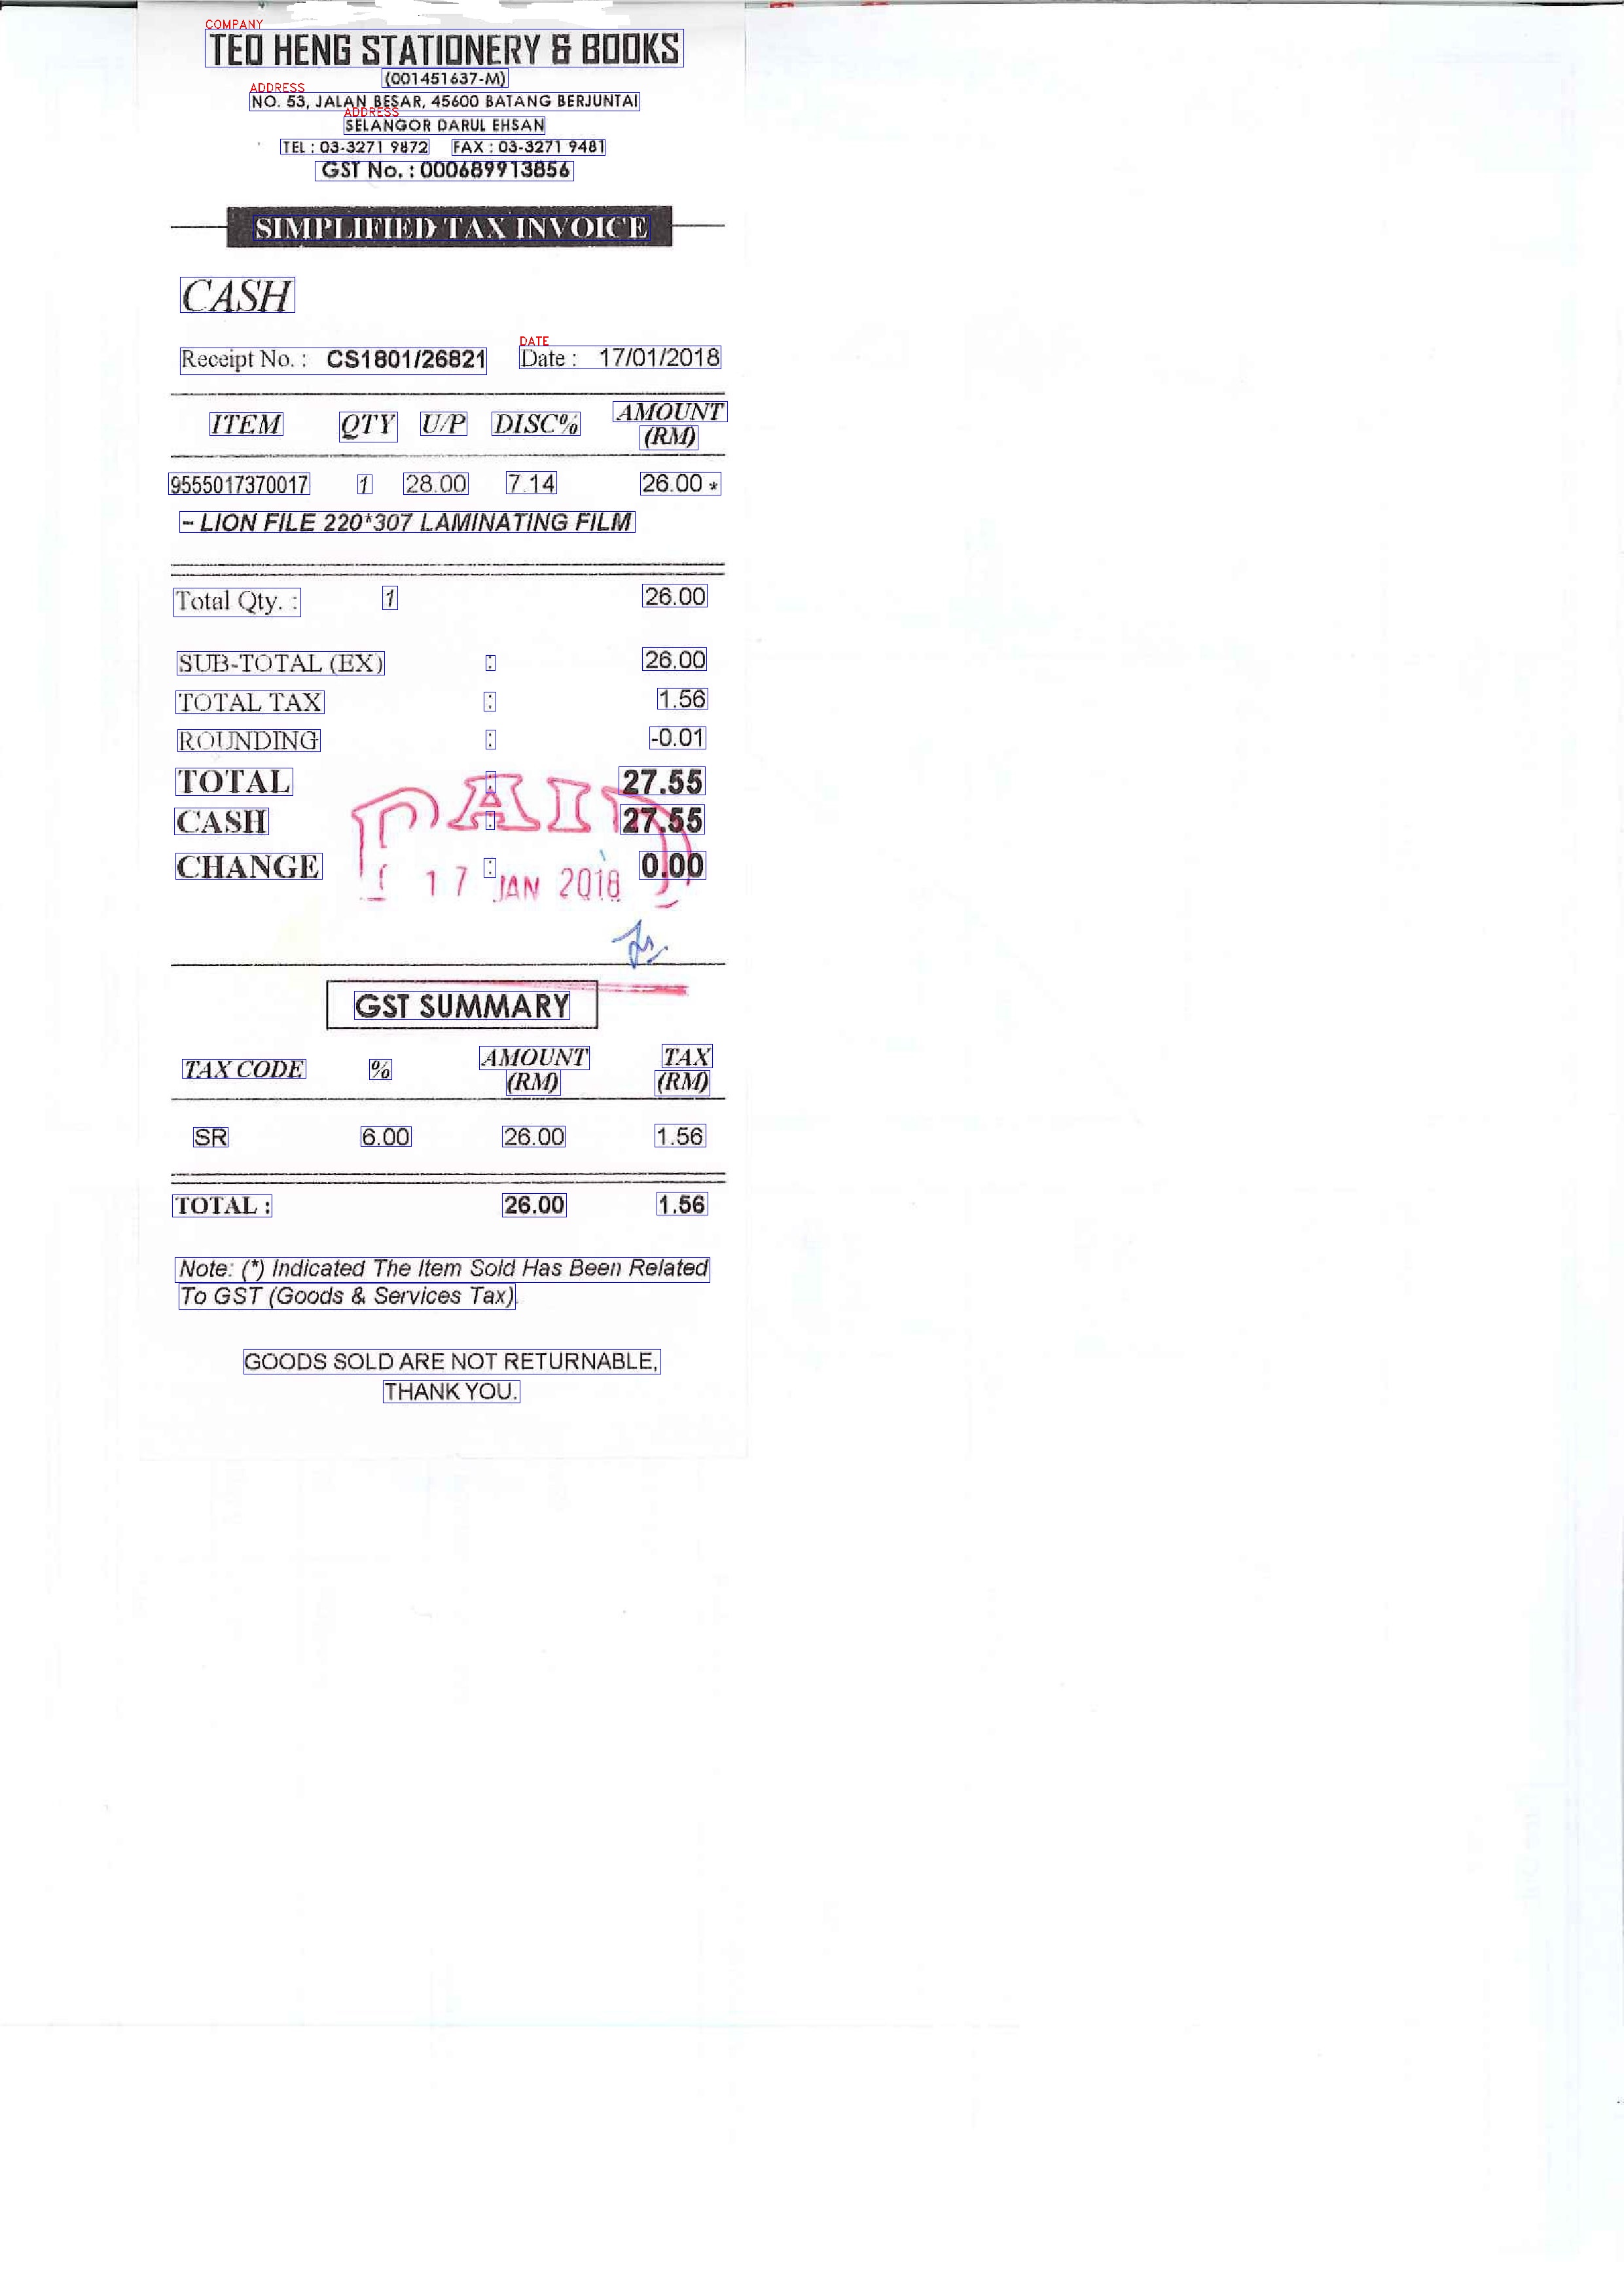 COMPANY
TEO HENG STATIONERY & BOOKS
(001451637-M)
ADDRESS
NO. 53, JALAN BESAR, 45600 BATANG BERJUNTAI
ADDRESS
SELANGOR DARUL EHSAN
TEL : 03-3271 9872 FAX : 03-3271 9481
GST No. : 000689913856
SIMPLIFIED TAX INVOICE
CASH
DATE
Receipt No. : CS1801/26821 Date : 17/01/2018
ITEM QTY U/P DISC% AMOUNT
(RM)
9555017370017 1 28.00 7.14 26.00 *
- LION FILE 220*307 LAMINATING FILM
Total Qty. : 1 26.00
SUB-TOTAL (EX) : 26.00
TOTAL TAX : 1.56
ROUNDING : -0.01
TOTAL : 27.55
PAID
CASH : 27.55
CHANGE : 0.00
17 JAN 2018
GST SUMMARY
TAX CODE % AMOUNT TAX
(RM) (RM)
SR 6.00 26.00 1.56
TOTAL : 26.00 1.56
Note: (*) Indicated The Item Sold Has Been Related
To GST (Goods & Services Tax).
GOODS SOLD ARE NOT RETURNABLE,
THANK YOU.